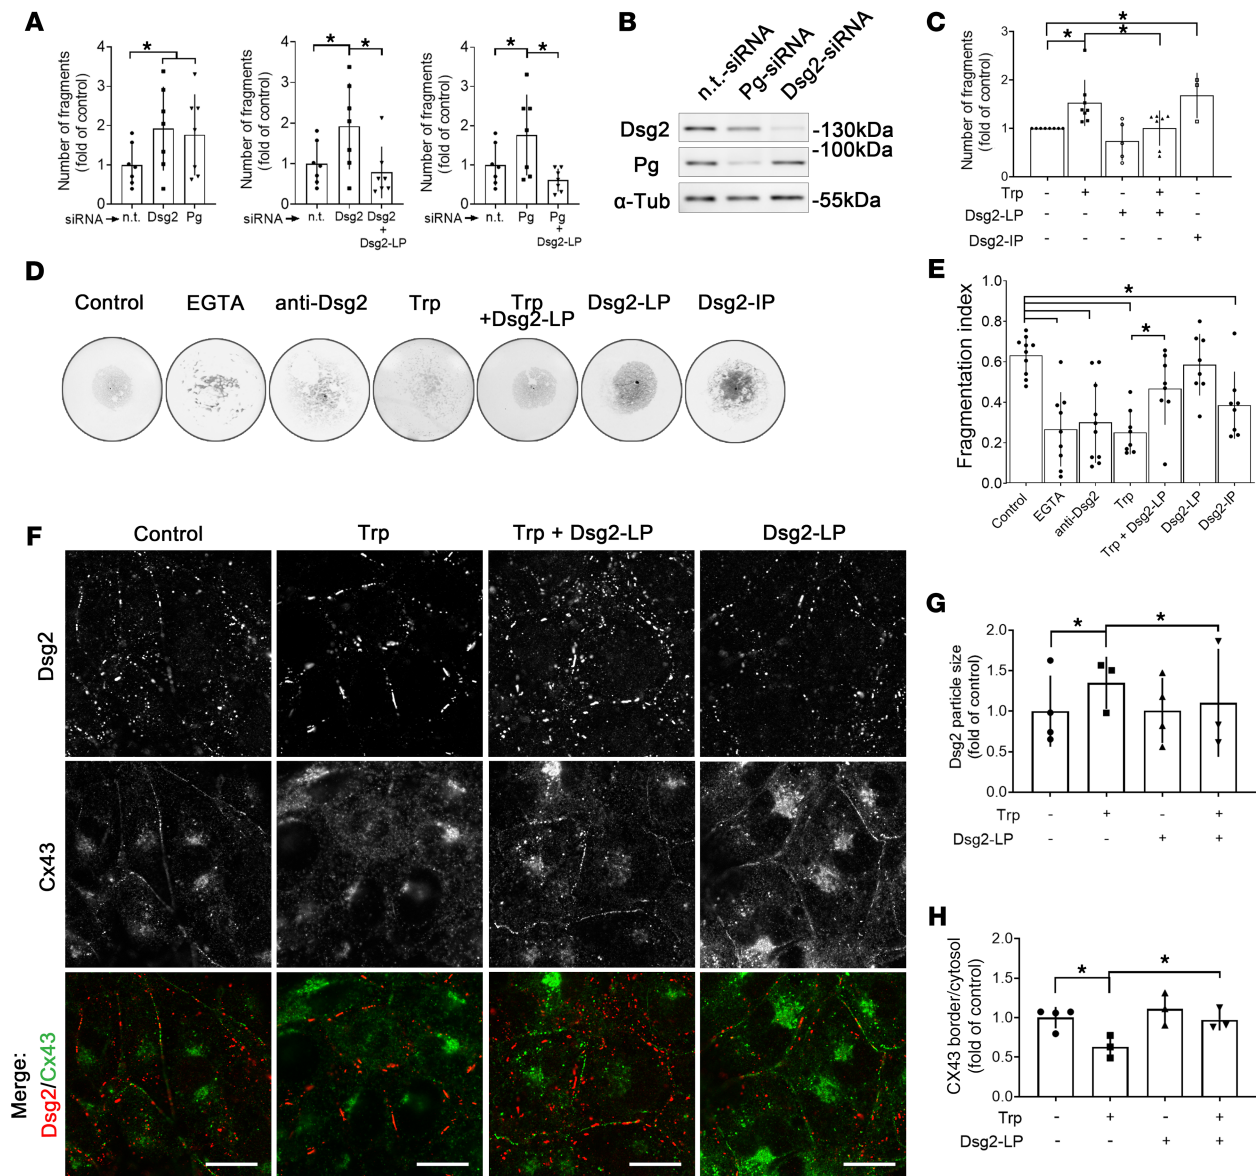 A
Number of fragments
(fold of control)
4
3
2
1
0
*
siRNA → n.t. Dsg2 Pg
Number of fragments
(fold of control)
4
3
2
1
0
* *
siRNA → n.t. Dsg2 Dsg2
+
Dsg2-LP
Number of fragments
(fold of control)
4
3
2
1
0
* *
siRNA → n.t. Pg Pg
+
Dsg2-LP
B
n.t.-siRNA
Pg-siRNA
Dsg2-siRNA
Dsg2 -130kDa
-100kDa
Pg
α-Tub -55kDa
C
Number of fragments
(fold of control)
3
2
1
0
*
* *
Trp - + - + -
Dsg2-LP - - + + -
Dsg2-IP - - - - +
D
Control EGTA anti-Dsg2 Trp Trp
+Dsg2-LP Dsg2-LP Dsg2-IP
E
Fragmentation index
1.0
0.8
0.6
0.4
0.2
0.0
*
*
Control EGTA anti-Dsg2 Trp Trp + Dsg2-LP Dsg2-LP Dsg2-IP
F
Control Trp Trp + Dsg2-LP Dsg2-LP
Dsg2
Cx43
Merge:
Dsg2/Cx43
G
Dsg2 particle size
(fold of control)
2.0
1.5
1.0
0.5
0.0
* *
Trp - + - +
Dsg2-LP - - + +
H
CX43 border/cytosol
(fold of control)
2.0
1.5
1.0
0.5
0.0
* *
Trp - + - +
Dsg2-LP - - + +